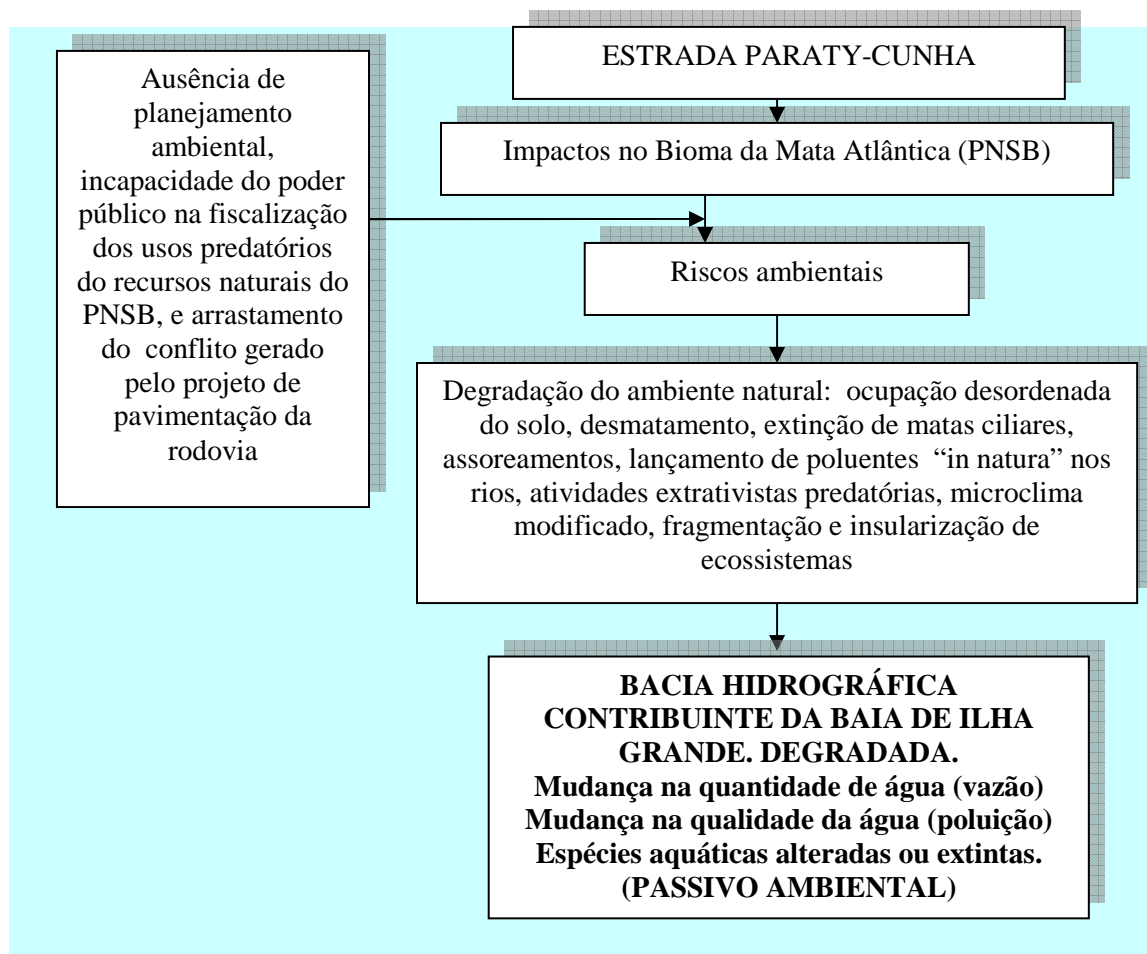 ESTRADA PARATY-CUNHA
Impactos no Bioma da Mata Atlântica (PNSB)
Ausência de
planejamento
ambiental,
incapacidade do poder
público na fiscalização
dos usos predatórios
do recursos naturais do
PNSB, e arrastamento
do conflito gerado
pelo projeto de
pavimentação da
rodovia
Riscos ambientais
Degradação do ambiente natural: ocupação desordenada
do solo, desmatamento, extinção de matas ciliares,
assoreamentos, lançamento de poluentes “in natura” nos
rios, atividades extrativistas predatórias, microclima
modificado, fragmentação e insularização de
ecossistemas
BACIA HIDROGRÁFICA
CONTRIBUINTE DA BAIA DE ILHA
GRANDE. DEGRADADA.
Mudança na quantidade de água (vazão)
Mudança na qualidade da água (poluição)
Espécies aquáticas alteradas ou extintas.
(PASSIVO AMBIENTAL)